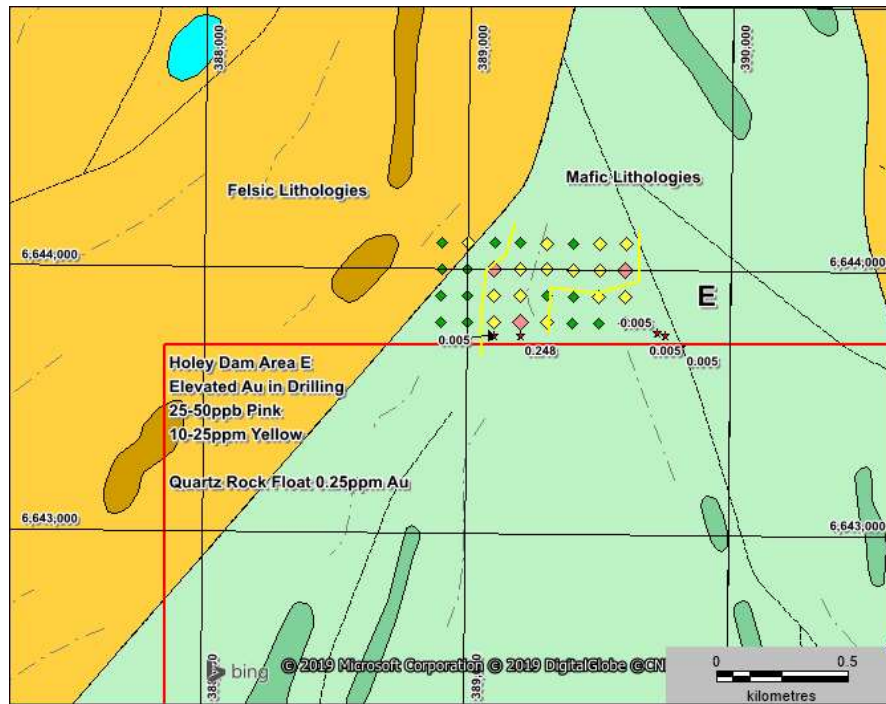 388,000
389,000
390,000
Felsic Lithologies
Mafic Lithologies
6,644,000
6,644,000
E
0.005
0.248
-0.005
0.005
0.005
Holey Dam Area E
Elevated Au in Drilling
25-50ppb Pink
10-25ppm Yellow
Quartz Rock Float 0.25ppm Au
6,643,000
6,643,000
bing
© 2019 Microsoft Corporation © 2019 DigitalGlobe ©CN
0 0.5
kilometres